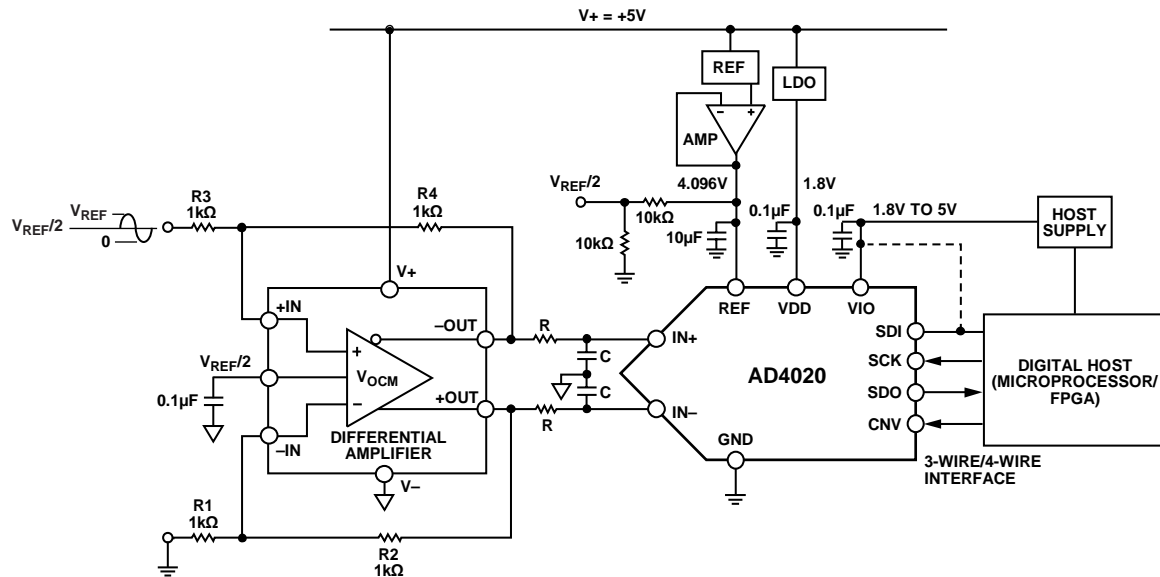 V+ = +5V
REF
LDO
AMP
–
+
V_REF/2
10kΩ
10kΩ
4.096V
10µF
1.8V
0.1µF
0.1µF
1.8V TO 5V
HOST
SUPPLY
R3
1kΩ
R4
1kΩ
V_REF/2
V_REF
0
V+
+IN
–OUT
R
IN+
REF
VDD
VIO
SDI
V_REF/2
+
V_OCM
–
C
C
AD4020
SCK
DIGITAL HOST
(MICROPROCESSOR/
FPGA)
0.1µF
+OUT
R
IN–
SDO
–IN
DIFFERENTIAL
AMPLIFIER
GND
CNV
V–
3-WIRE/4-WIRE
INTERFACE
R1
1kΩ
R2
1kΩ